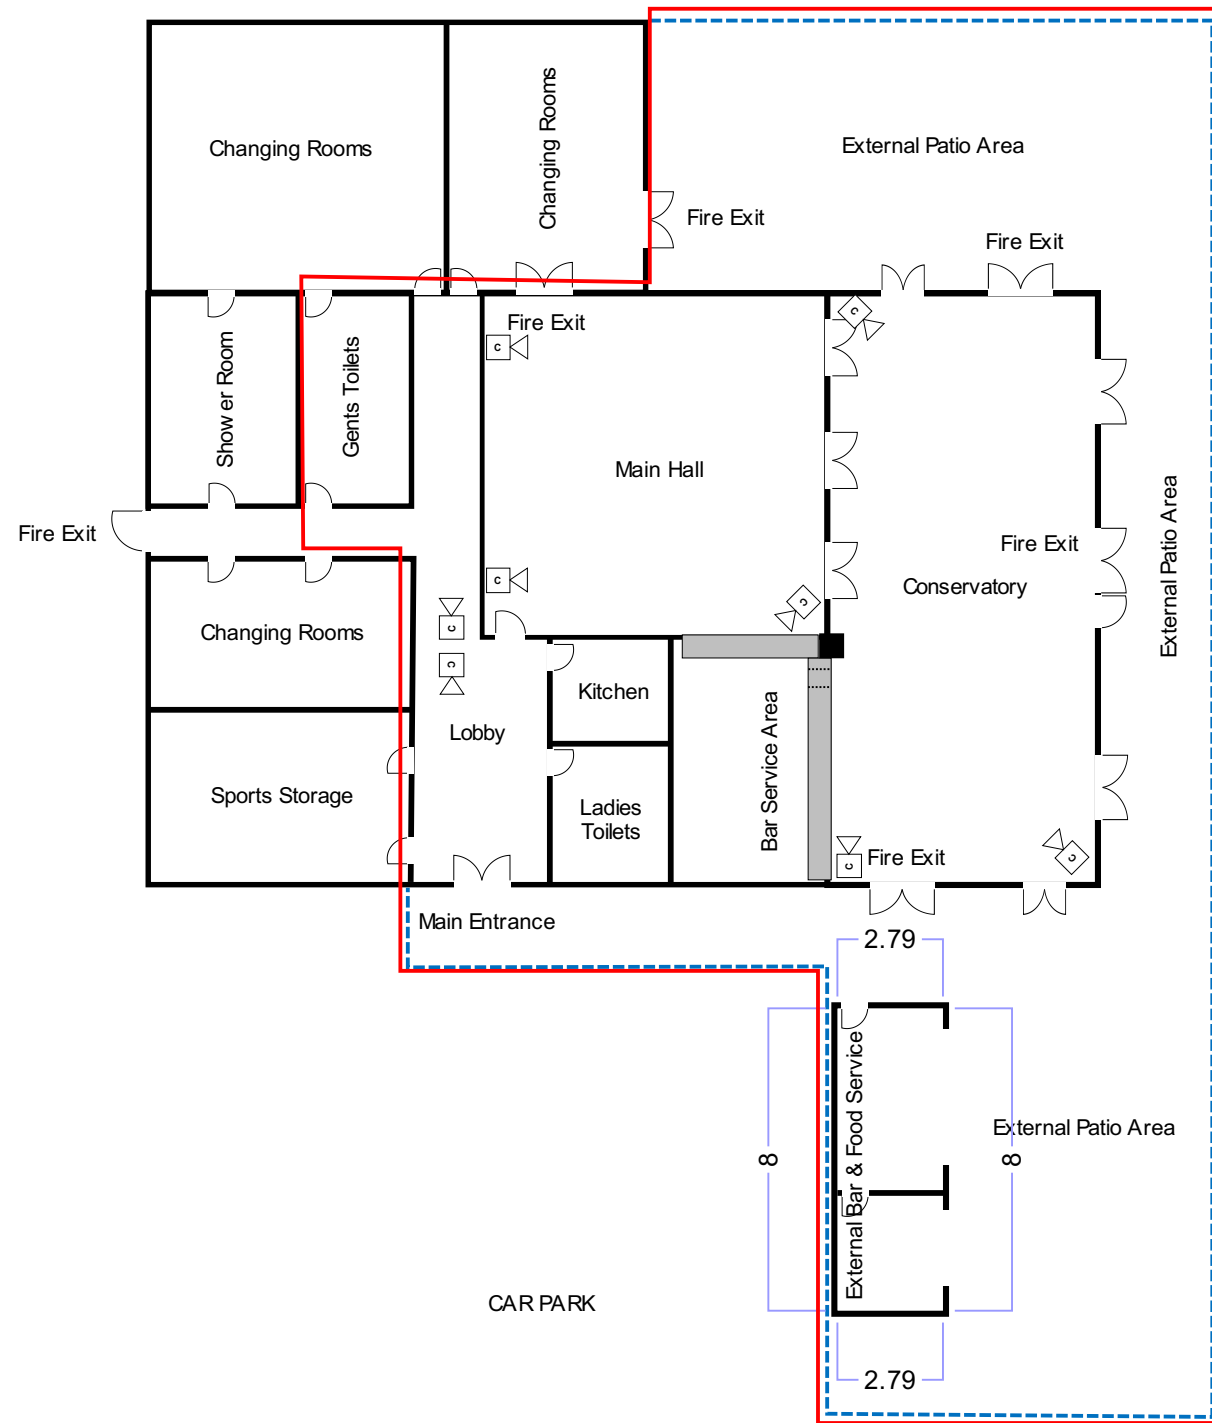 Changing Rooms
Changing Rooms
External Patio Area
Fire Exit
Fire Exit
Shower Room
Gents Toilets
Fire Exit
C
C
Main Hall
Fire Exit
External Patio Area
Fire Exit
Conservatory
C
C
Changing Rooms
C
C
Kitchen
Lobby
Bar Service Area
Sports Storage
Ladies
Toilets
C
Fire Exit
C
Main Entrance
2.79
External Bar & Food Service
External Patio Area
8
8
CAR PARK
2.79